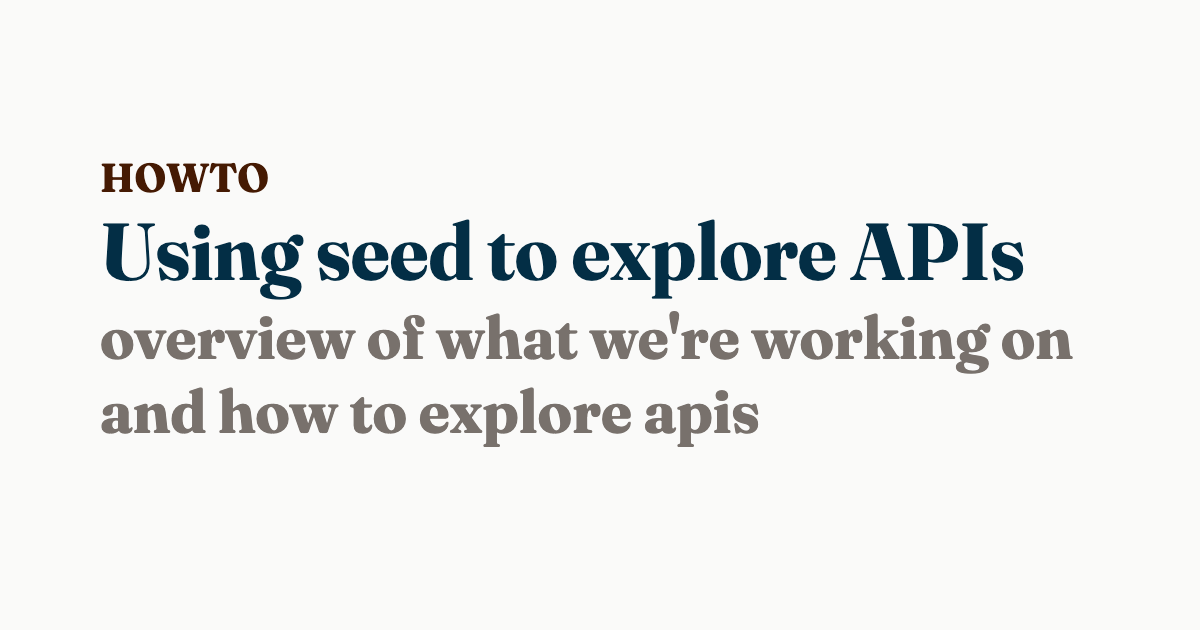 HOWTO
Using seed to explore APIs
overview of what we're working on
and how to explore apis